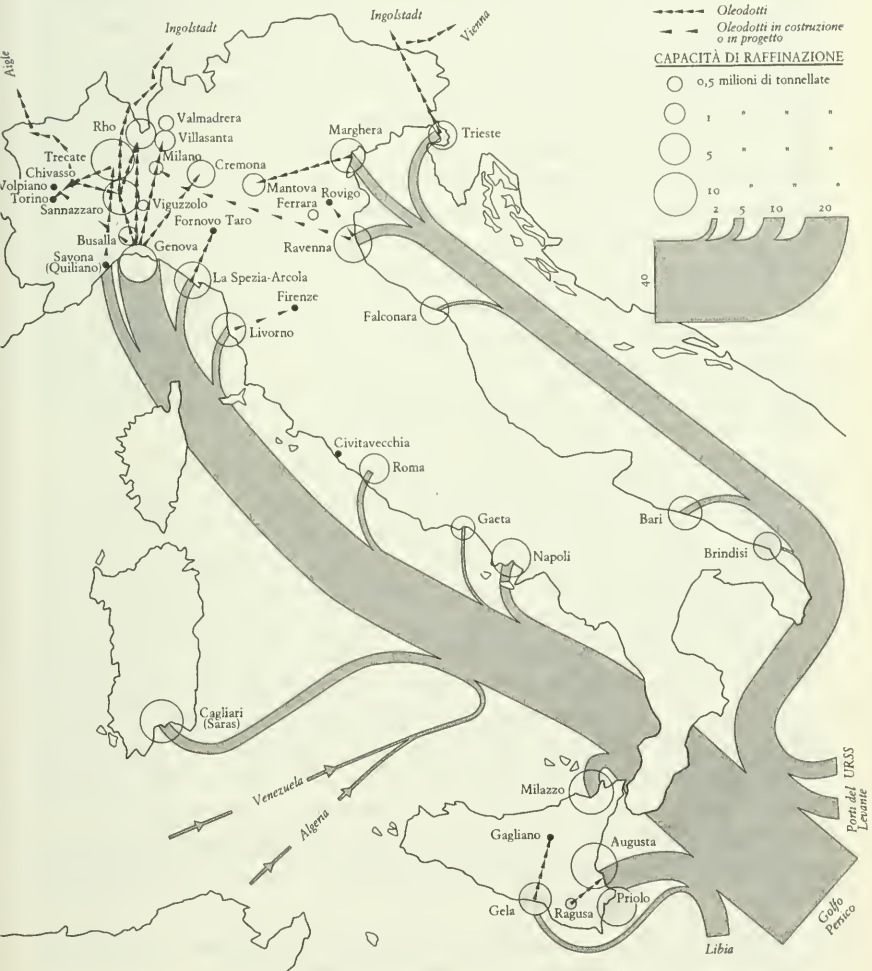 Oleodotti
Oleodotti in costruzione
o in progetto
CAPACITÀ DI RAFFINAZIONE
0,5 milioni di tonnellate
1 " " "
5 " " "
10 " " "
2 5 10 20
40
Ingolstadt
Ingolstadt
Vienna
Aigle
Valmadrera
Rho
Villasanta
Marghera
Trieste
Trecate
Milano
Cremona
Chivasso
Volpiano
Mantova
Torino
Rovigo
Sannazzaro
Viguzzolo
Ferrara
Fornovo Taro
Busalla
Genova
Ravenna
Savona
(Quiliano)
La Spezia-Arcola
Firenze
Falconara
Livorno
Civitavecchia
Roma
Gaeta
Bari
Napoli
Brindisi
Cagliari
(Saras)
Venezuela
Algeria
Milazzo
Porti del URSS
Levante
Gagliano
Augusta
Gela
Ragusa
Priolo
Golfo
Persico
Libia